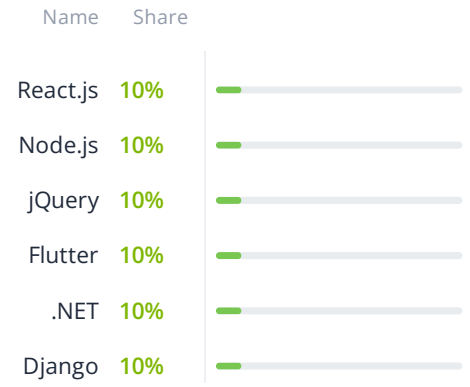 Name Share
React.js 10%
Node.js 10%
jQuery 10%
Flutter 10%
.NET 10%
Django 10%